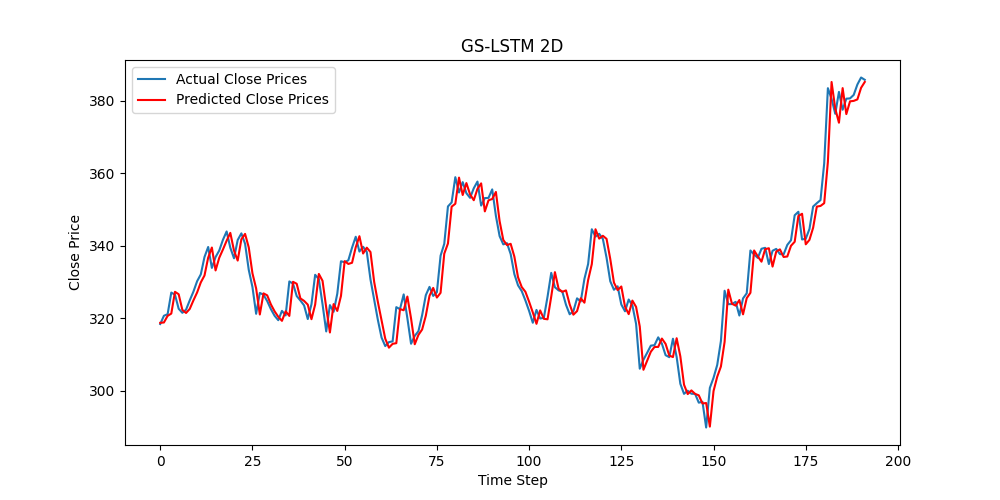 GS-LSTM 2D
Actual Close Prices
Predicted Close Prices
Close Price
380
360
340
320
300
0 25 50 75 100 125 150 175 200
Time Step